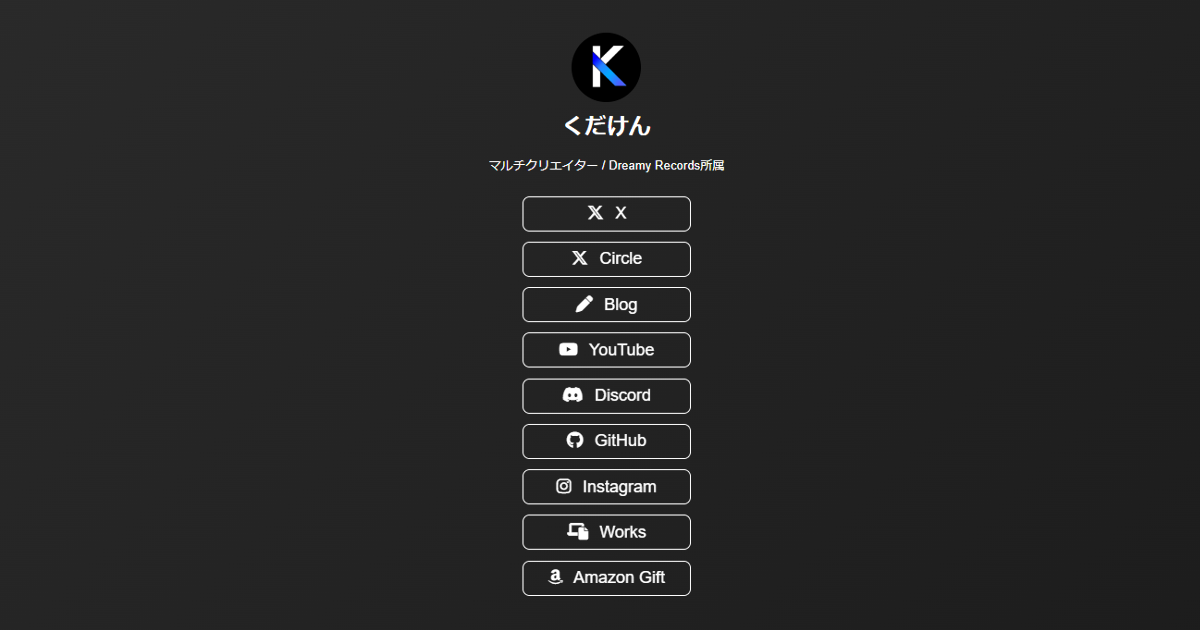 くだけん
マルチクリエイター / Dreamy Records所属
X
Circle
Blog
YouTube
Discord
GitHub
Instagram
Works
Amazon Gift